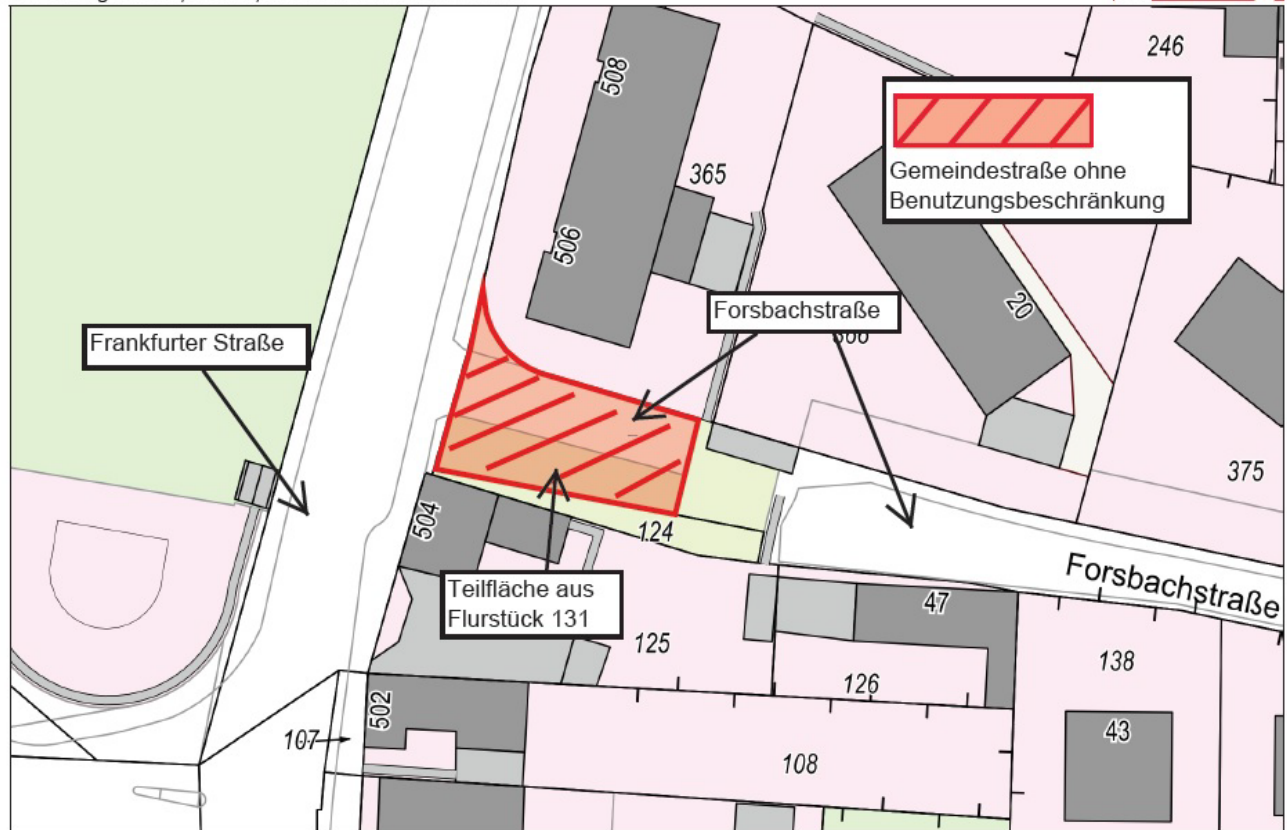 246
508
Gemeindestraße ohne
Benutzungsbeschränkung
365
506
20
Forsbachstraße
Frankfurter Straße
375
504
124
Forsbachstraße
Teilfläche aus
Flurstück 131
47
125
138
126
502
107
43
108